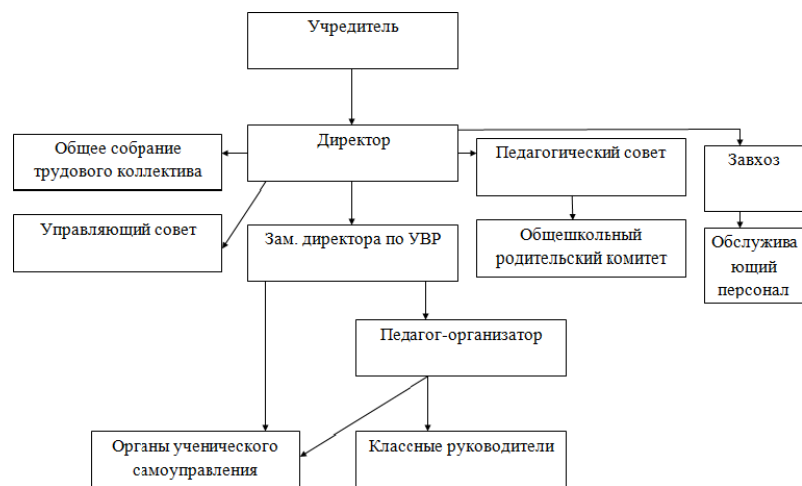 Учредитель
Общее собрание
трудового коллектива
Директор
Педагогический совет
Завхоз
Управляющий совет
Зам. директора по УВР
Общешкольный
родительский комитет
Обслужива
ющий
персонал
Педагог-организатор
Органы ученического
самоуправления
Классные руководители